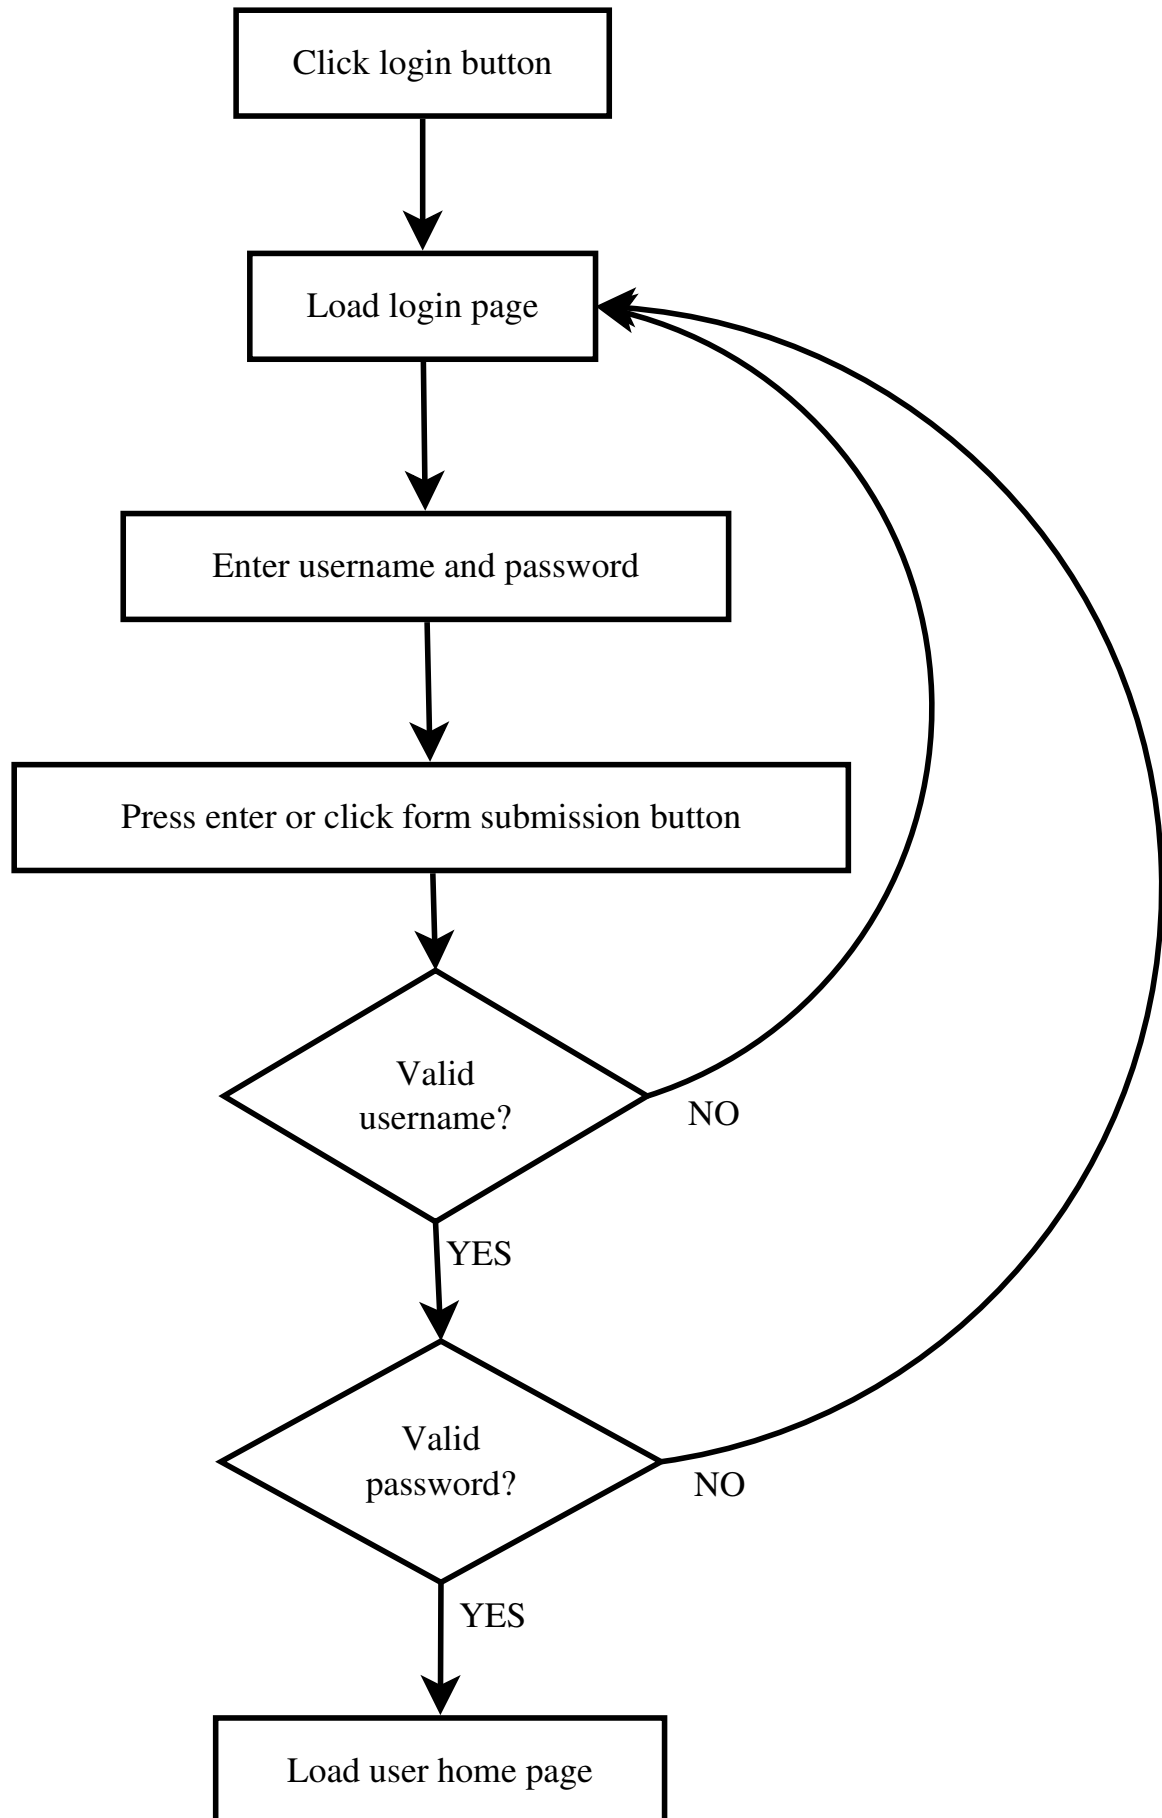 Click login button
Load login page
Enter username and password
Press enter or click form submission button
Valid
username?
NO
YES
Valid
password?
NO
YES
Load user home page